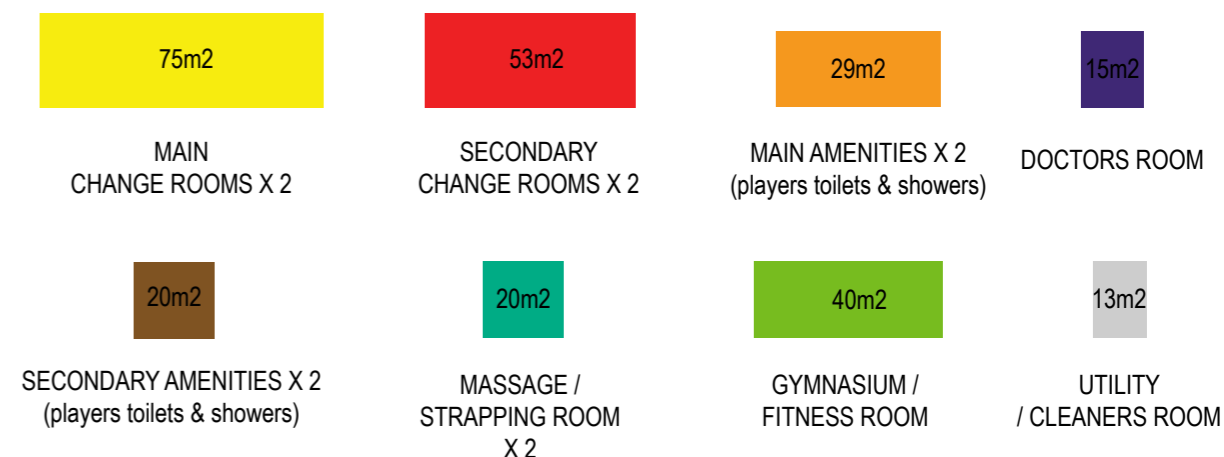 75m2
53m2
29m2
15m2
MAIN
CHANGE ROOMS X 2
SECONDARY
CHANGE ROOMS X 2
MAIN AMENITIES X 2
(players toilets & showers)
DOCTORS ROOM
20m2
20m2
40m2
13m2
SECONDARY AMENITIES X 2
(players toilets & showers)
MASSAGE /
STRAPPING ROOM
X 2
GYMNASIUM /
FITNESS ROOM
UTILITY
/ CLEANERS ROOM